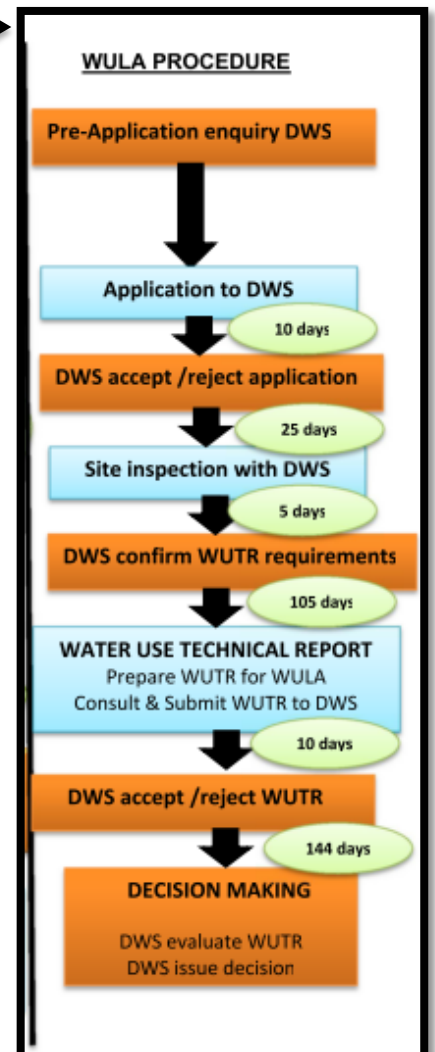 WULA PROCEDURE
Pre-Application enquiry DWS
Application to DWS
10 days
DWS accept /reject application
25 days
Site inspection with DWS
5 days
DWS confirm WUTR requirements
105 days
WATER USE TECHNICAL REPORT
Prepare WUTR for WULA
Consult & Submit WUTR to DWS
10 days
DWS accept /reject WUTR
144 days
DECISION MAKING
DWS evaluate WUTR
DWS issue decision